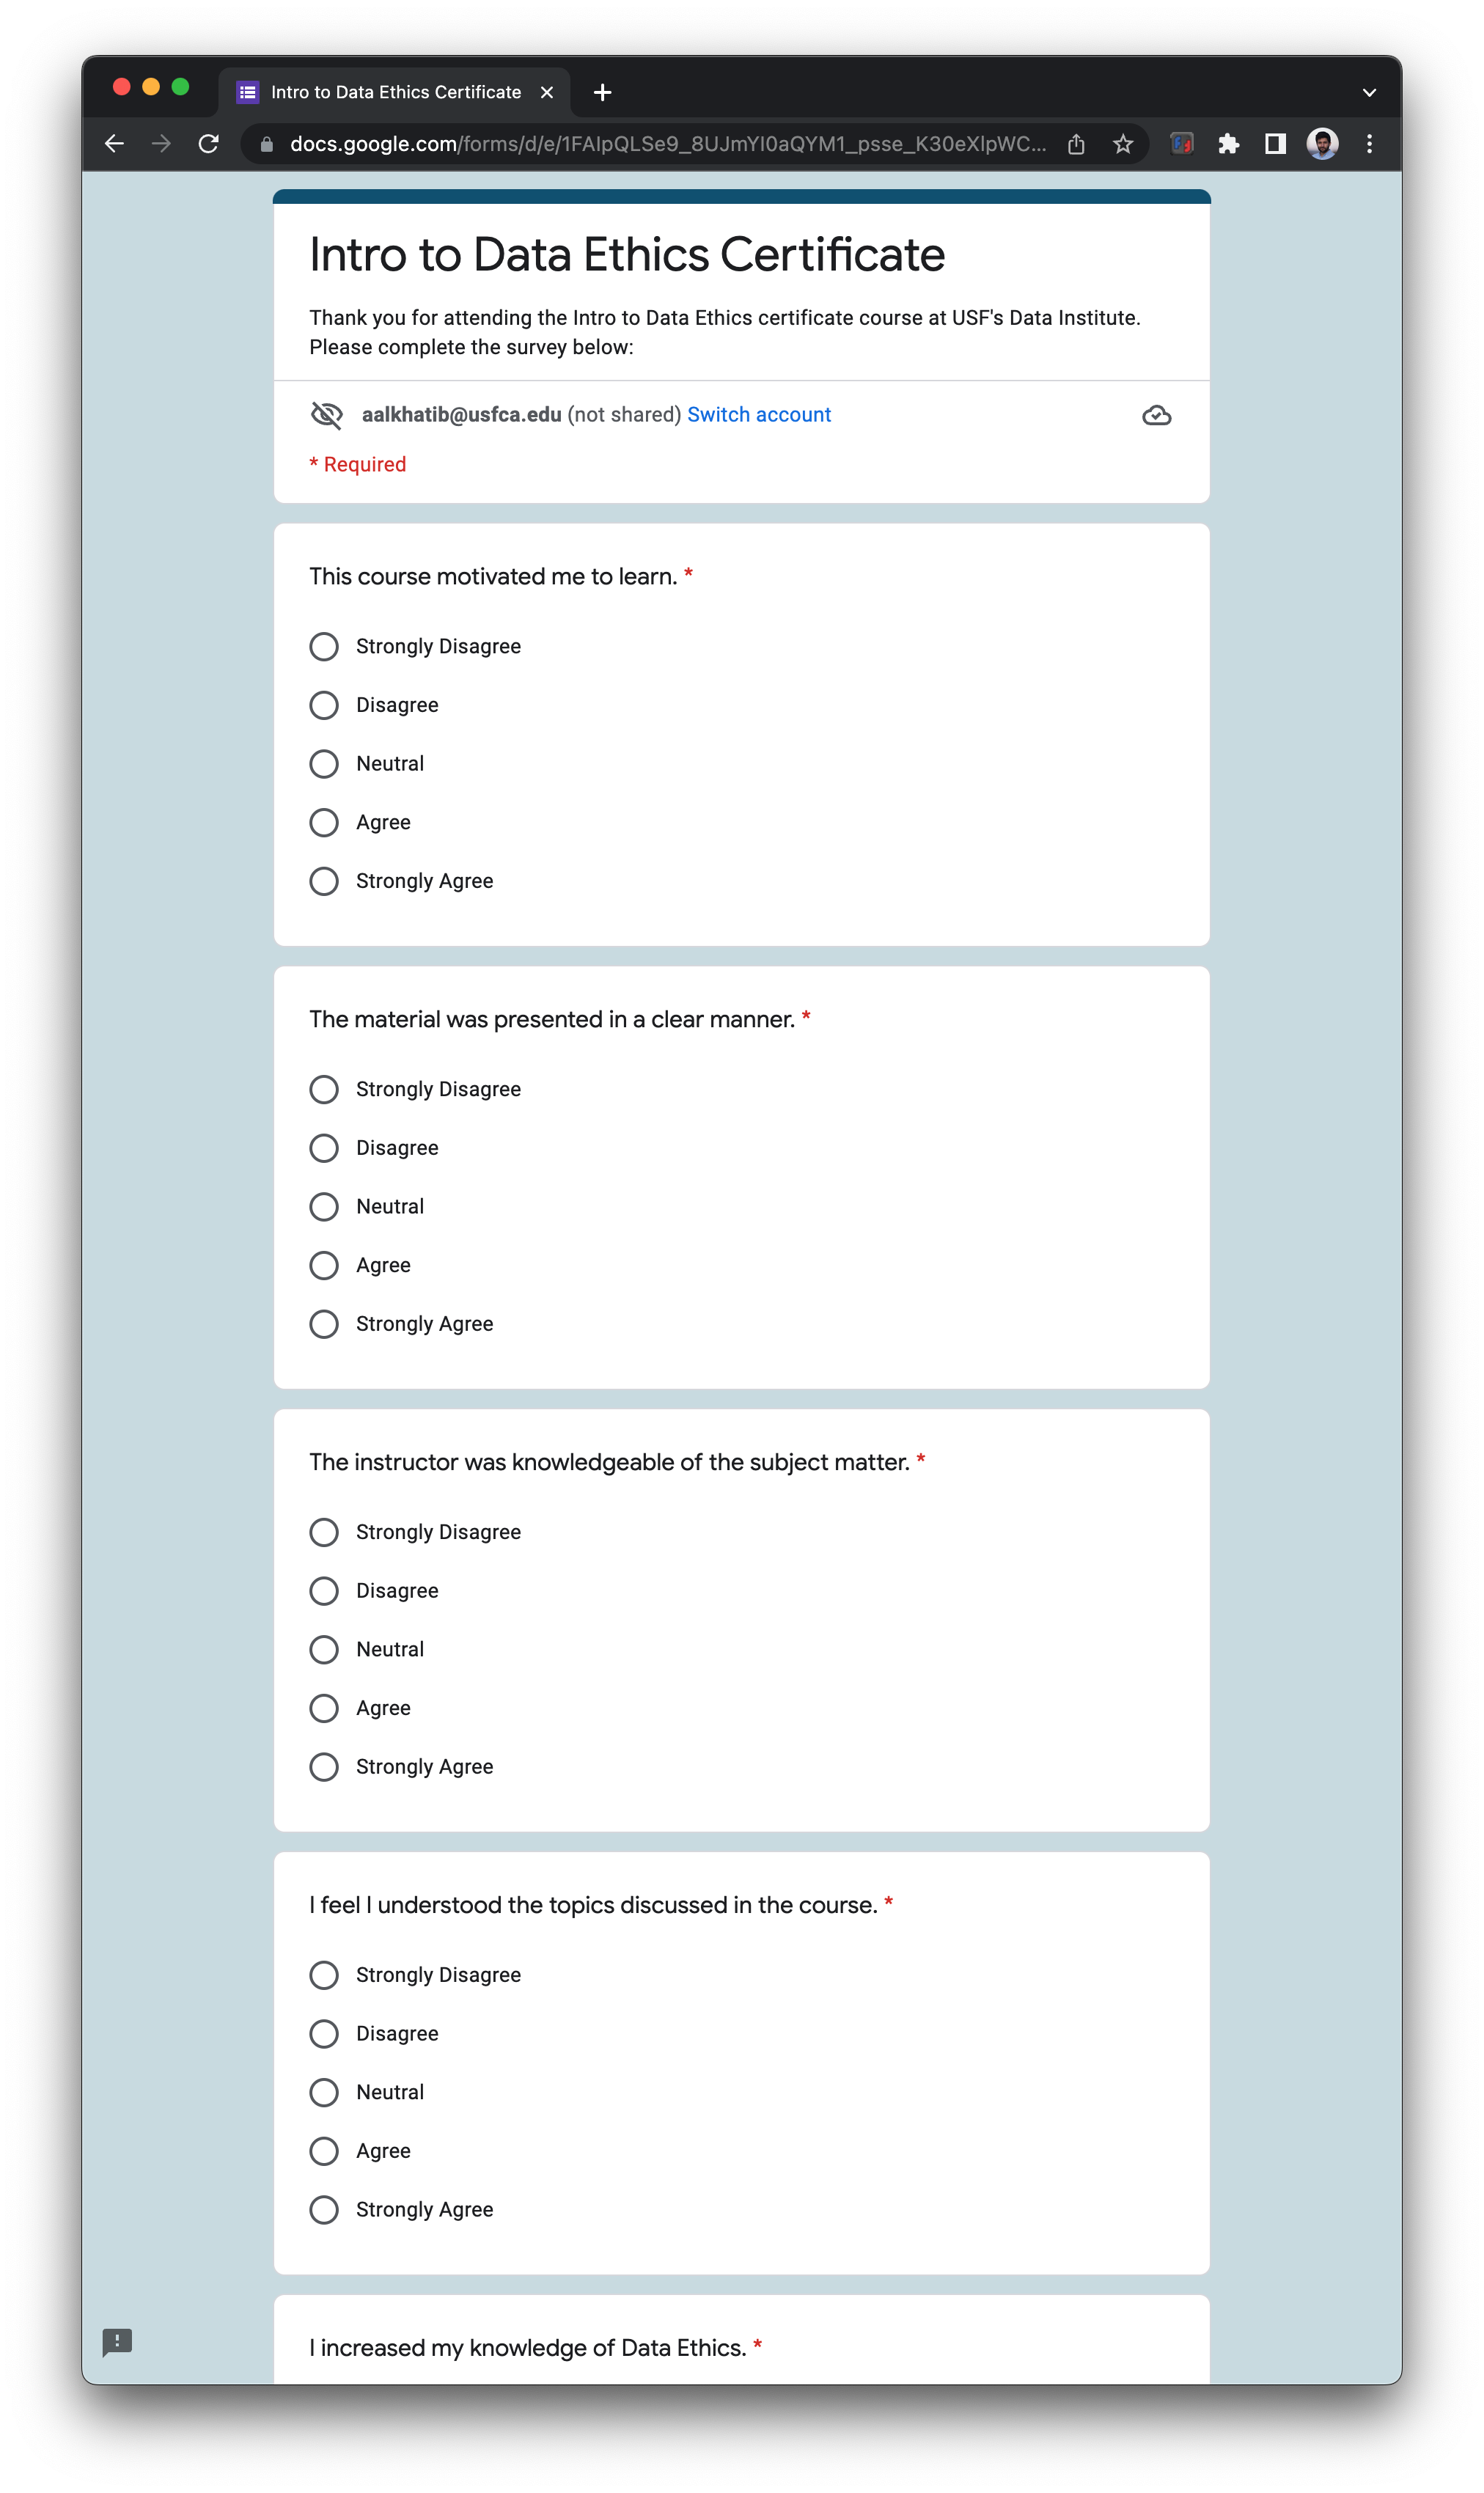 Intro to Data Ethics Certificate
docs.google.com/forms/d/e/1FAIpQLSe9_8UJmYI0aQYM1_psse_K30eXlpWC...
Intro to Data Ethics Certificate
Thank you for attending the Intro to Data Ethics certificate course at USF's Data Institute.
Please complete the survey below:
aalkhatib@usfca.edu (not shared) Switch account
* Required
This course motivated me to learn. *
Strongly Disagree
Disagree
Neutral
Agree
Strongly Agree
The material was presented in a clear manner. *
Strongly Disagree
Disagree
Neutral
Agree
Strongly Agree
The instructor was knowledgeable of the subject matter. *
Strongly Disagree
Disagree
Neutral
Agree
Strongly Agree
I feel I understood the topics discussed in the course. *
Strongly Disagree
Disagree
Neutral
Agree
Strongly Agree
I increased my knowledge of Data Ethics. *